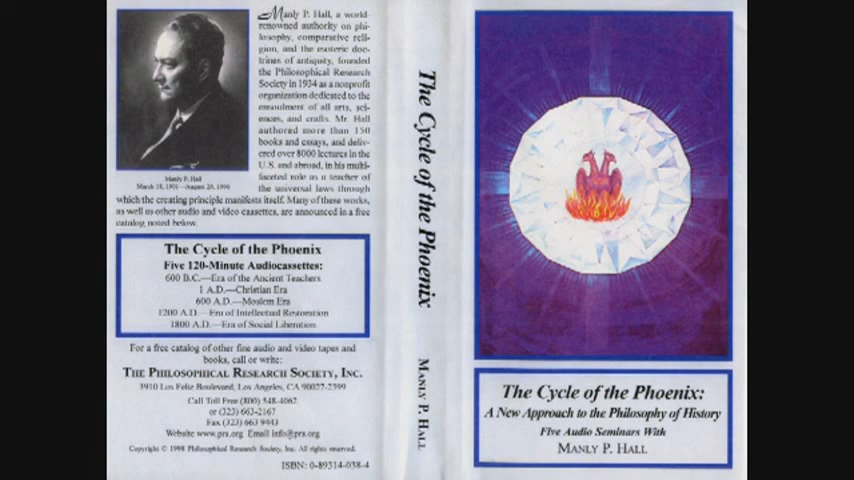 Manly P. Hall, a world-
renowned authority on phi-
losophy, comparative reli-
gion, and the esoteric doc-
trines of antiquity, founded
the Philosophical Research
Society in 1934 as a nonprofit
organization dedicated to the
ensoulment of all arts, sci-
ences, and crafts. Mr. Hall
authored more than 150
books and essays, and deliv-
ered over 8000 lectures in the
U.S. and abroad, in his multi-
faceted role as a teacher of
the universal laws through
which the creating principle manifests itself. Many of these works,
as well as other audio and video cassettes, are announced in a free
catalog noted below.
Manly P. Hall
March 18, 1901—August 29, 1990
The Cycle of the Phoenix
Five 120-Minute Audiocassettes:
600 B.C.—Era of the Ancient Teachers
1 A.D.—Christian Era
600 A.D.—Moslem Era
1200 A.D.—Era of Intellectual Restoration
1800 A.D.—Era of Social Liberation
For a free catalog of other fine audio and video tapes and
books, call or write:
THE PHILOSOPHICAL RESEARCH SOCIETY, INC.
3910 Los Feliz Boulevard, Los Angeles, CA 90027-2399
Call Toll Free (800) 548-4062
or (323) 663-2167
Fax (323) 663 9443
Website www.prs.org Email info@prs.org
Copyright © 1998 Philosophical Research Society, Inc. All rights reserved.
ISBN: 0-89314-038-4
The Cycle of the Phoenix
MANLY P. HALL
The Cycle of the Phoenix:
A New Approach to the Philosophy of History
Five Audio Seminars With
MANLY P. HALL